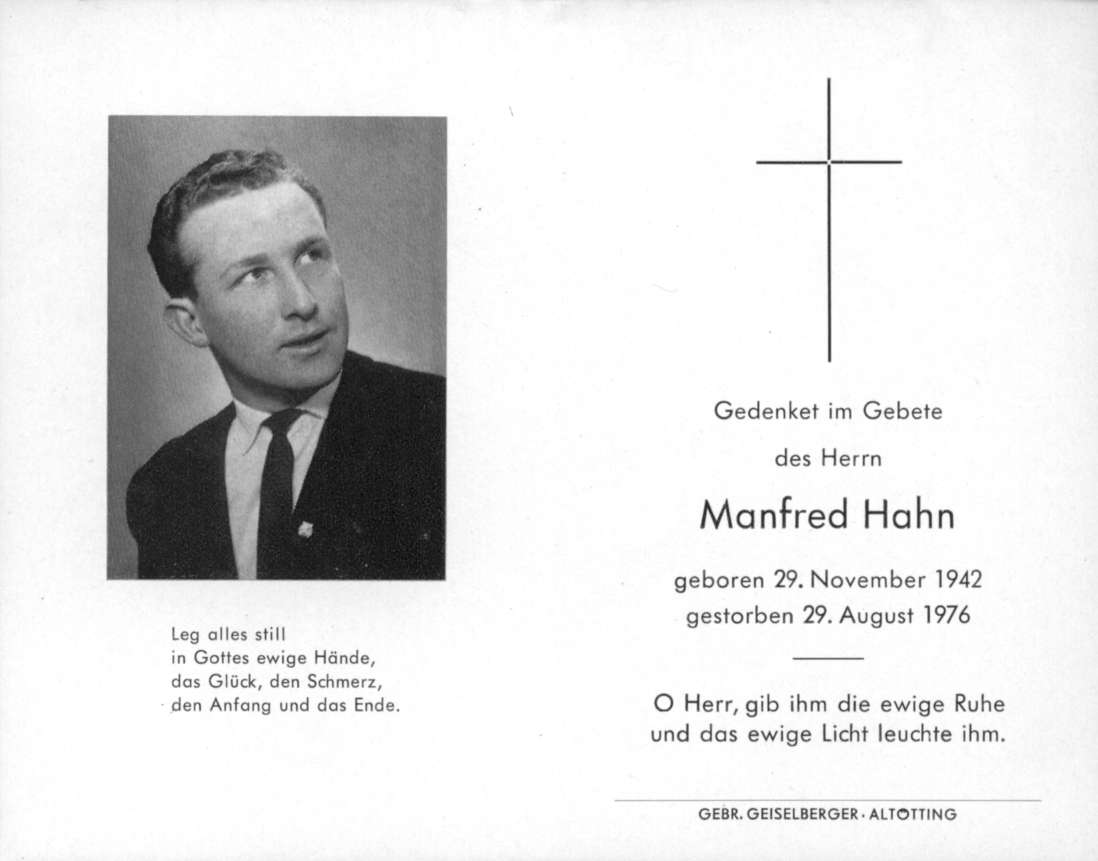 Leg alles still
in Gottes ewige Hände,
das Glück, den Schmerz,
den Anfang und das Ende.
Gedenket im Gebete
des Herrn
Manfred Hahn
geboren 29. November 1942
gestorben 29. August 1976
O Herr, gib ihm die ewige Ruhe
und das ewige Licht leuchte ihm.
GEBR. GEISELBERGER · ALTÖTTING